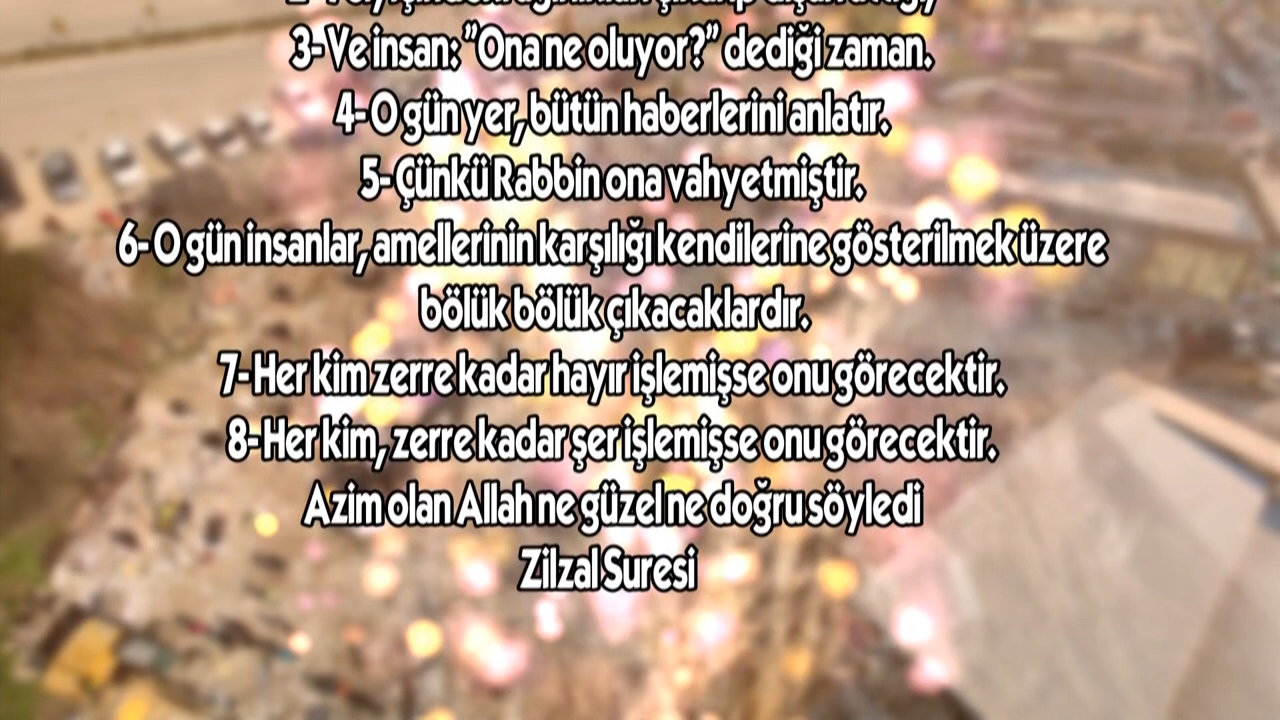 3- Ve insan: "Ona ne oluyor?" dediği zaman.
4- O gün yer, bütün haberlerini anlatır.
5- Çünkü Rabbin ona vahyetmiştir.
6- O gün insanlar, amellerinin karşılığı kendilerine gösterilmek üzere
bölük bölük çıkacaklardır.
7- Her kim zerre kadar hayır işlemişse onu görecektir.
8- Her kim, zerre kadar şer işlemişse onu görecektir.
Azim olan Allah ne güzel ne doğru söyledi
Zilzal Suresi